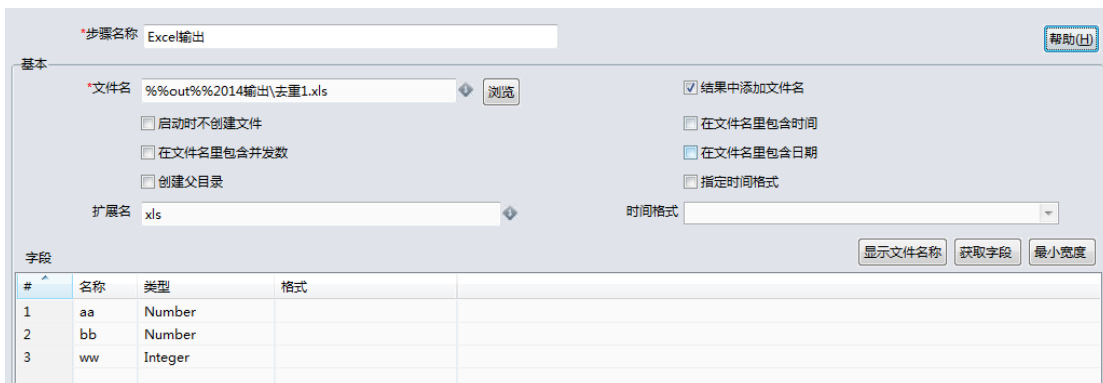 *步骤名称 Excel输出 帮助(H)
基本
*文件名 %%out%%2014输出\去重1.xls 浏览 结果中添加文件名
启动时不创建文件 在文件名里包含时间
在文件名里包含并发数 在文件名里包含日期
创建父目录 指定时间格式
扩展名 xls 时间格式
显示文件名称 获取字段 最小宽度
字段
# 名称 类型 格式
1 aa Number
2 bb Number
3 ww Integer